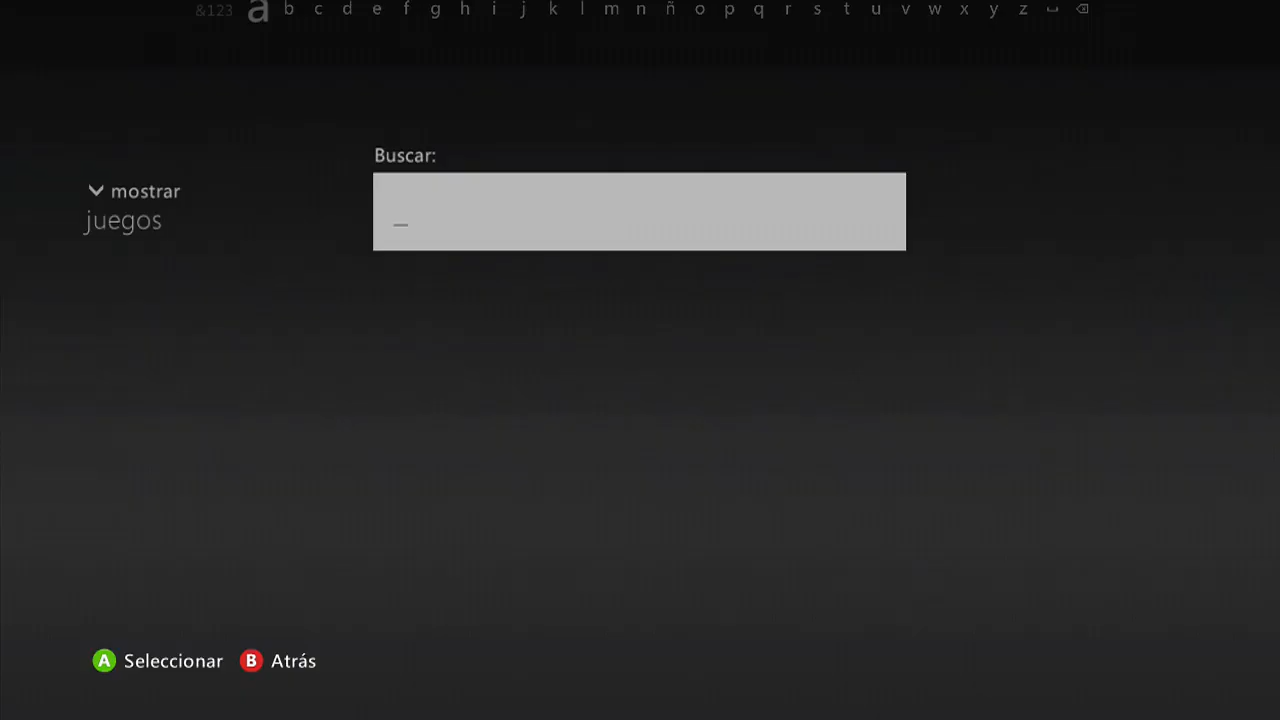 &123 a b c d e f g h i j k l m n ñ o p q r s t u v w x y z
Buscar:
mostrar
juegos
A Seleccionar B Atrás